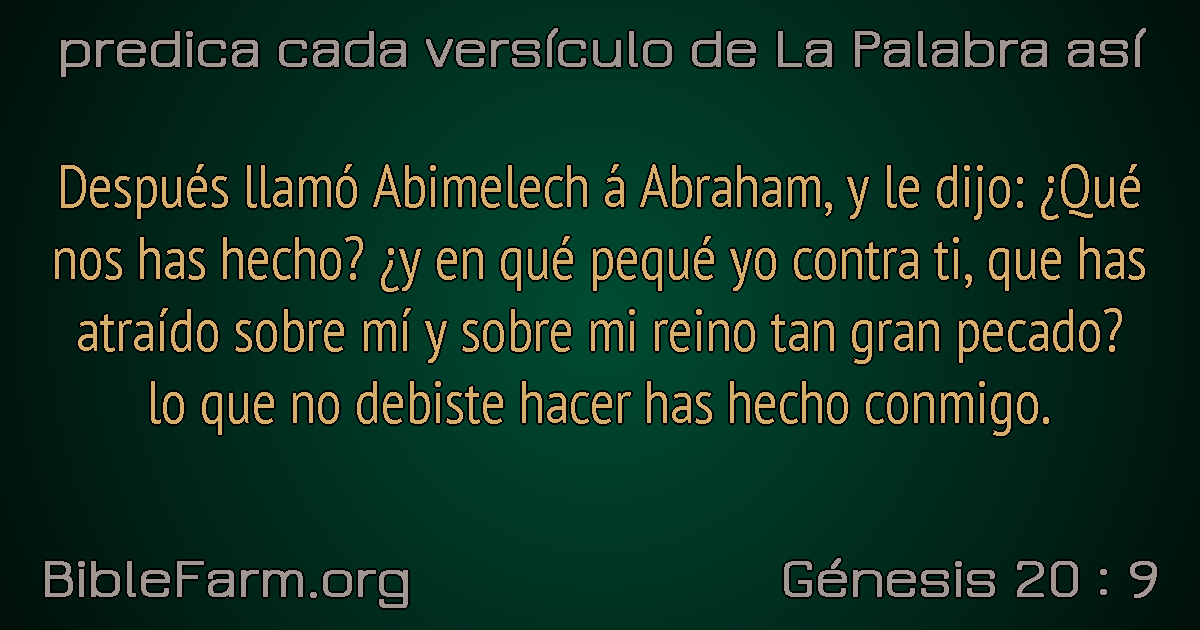 predica cada versículo de La Palabra así
Después llamó Abimelech á Abraham, y le dijo: ¿Qué
nos has hecho? ¿y en qué pequé yo contra ti, que has
atraído sobre mí y sobre mi reino tan gran pecado?
lo que no debiste hacer has hecho conmigo.
BibleFarm.org
Génesis 20 : 9